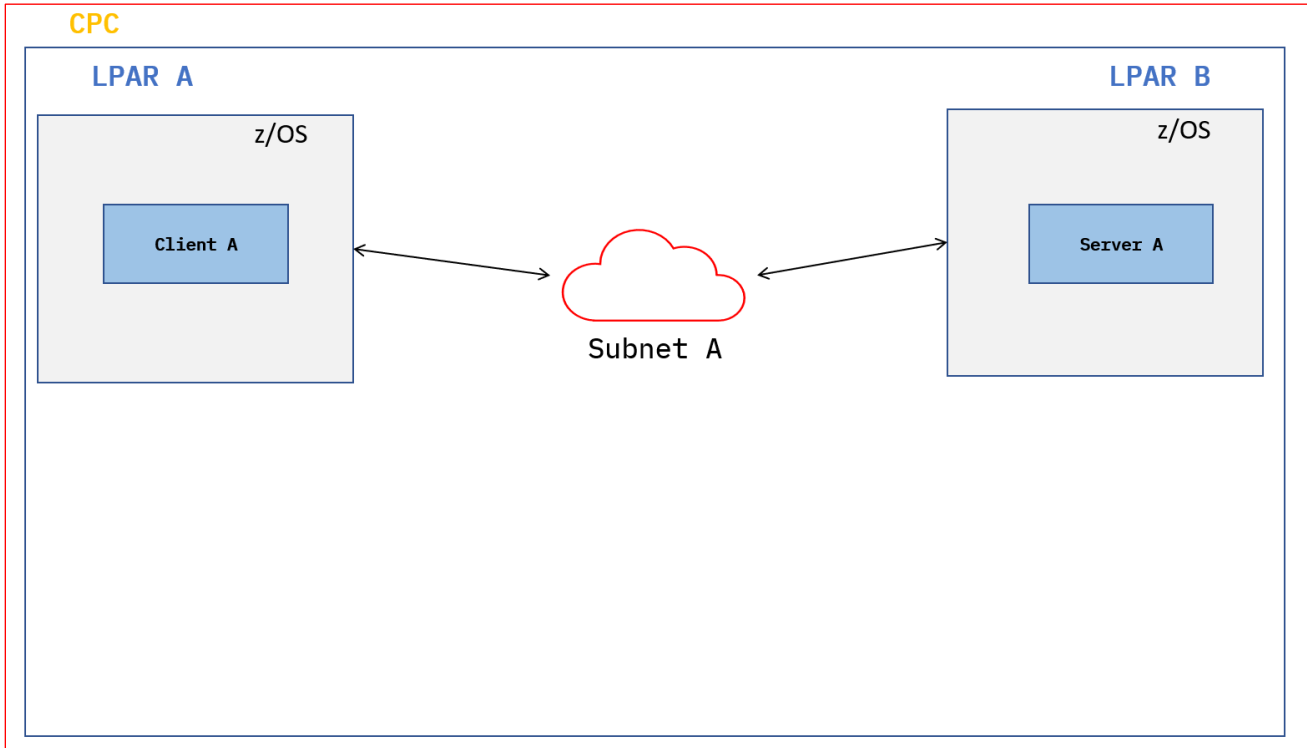 CPC
LPAR A
LPAR B
z/OS
z/OS
Client A
Server A
Subnet A